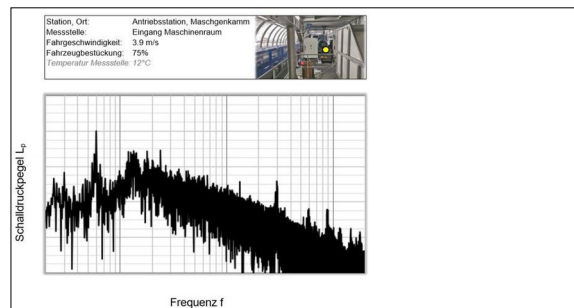 Station, Ort: Antriebsstation, Maschgenkamm
Messstelle: Eingang Maschinenraum
Fahrgeschwindigkeit: 3.9 m/s
Fahrzeugbestückung: 75%
Temperatur Messstelle: 12°C
Schalldruckpegel Lp
Frequenz f